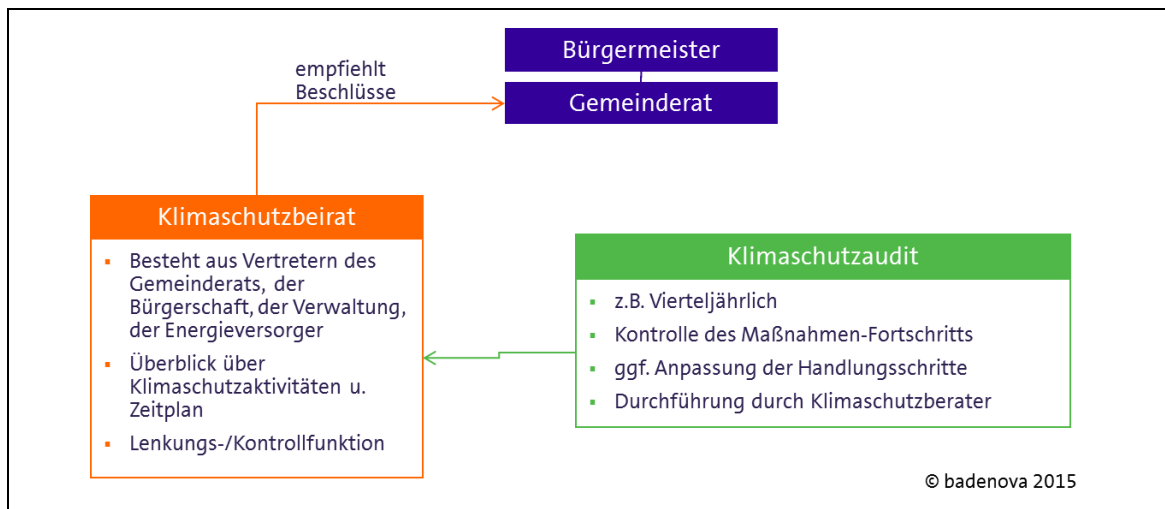 Bürgermeister
Gemeinderat
empfiehlt
Beschlüsse
Klimaschutzbeirat
▪ Besteht aus Vertretern des
Gemeinderats, der
Bürgerschaft, der Verwaltung,
der Energieversorger
▪ Überblick über
Klimaschutzaktivitäten u.
Zeitplan
▪ Lenkungs-/Kontrollfunktion
Klimaschutzaudit
▪ z.B. Vierteljährlich
▪ Kontrolle des Maßnahmen-Fortschritts
▪ ggf. Anpassung der Handlungsschritte
▪ Durchführung durch Klimaschutzberater
© badenova 2015